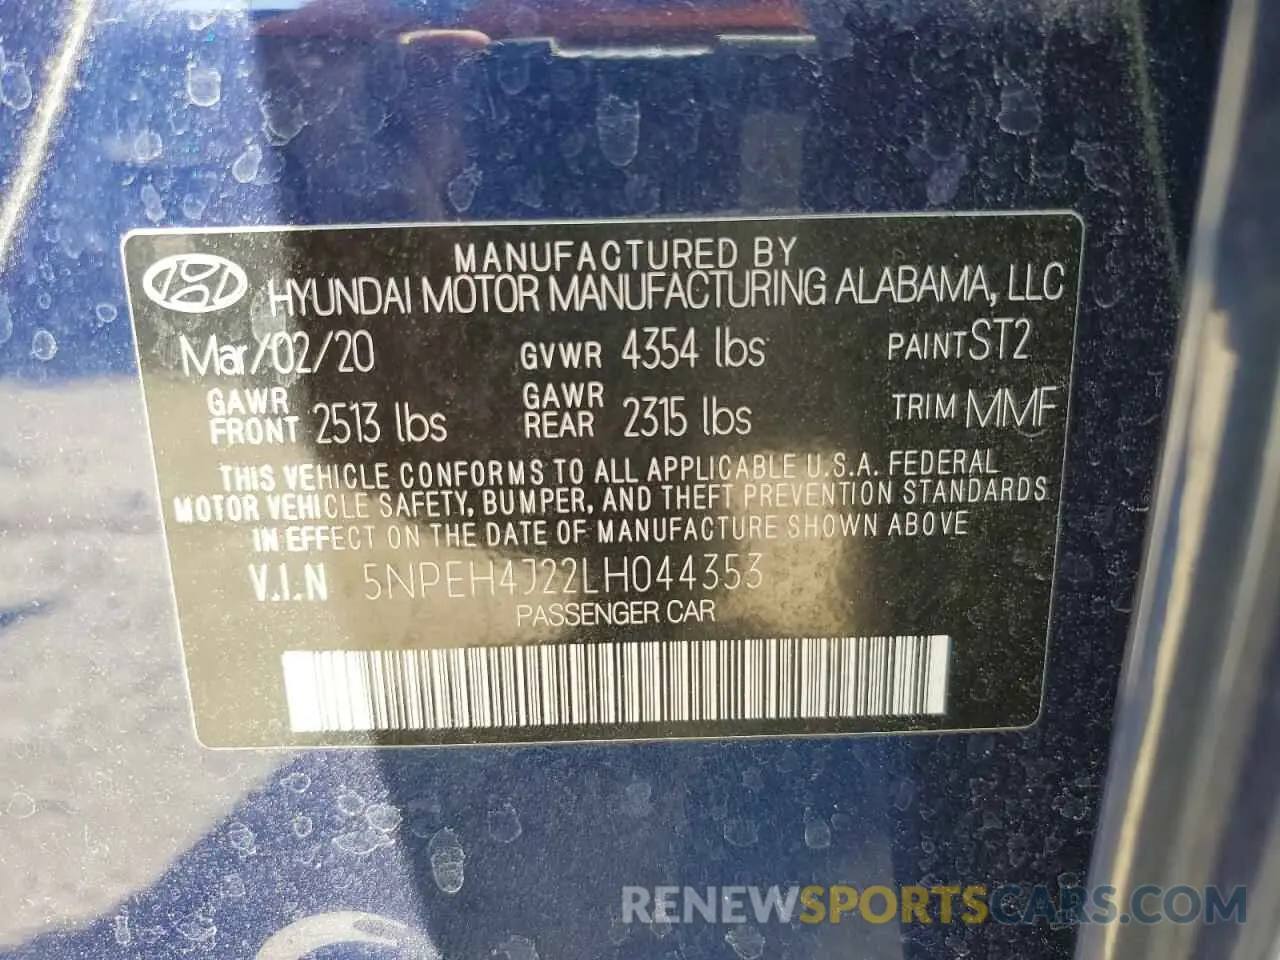 MANUFACTURED BY
HYUNDAI MOTOR MANUFACTURING ALABAMA, LLC
Mar/02/20 GVWR 4354 lbs PAINT ST2
GAWR FRONT 2513 lbs GAWR REAR 2315 lbs TRIM MMF
THIS VEHICLE CONFORMS TO ALL APPLICABLE U.S.A. FEDERAL
MOTOR VEHICLE SAFETY, BUMPER, AND THEFT PREVENTION STANDARDS
IN EFFECT ON THE DATE OF MANUFACTURE SHOWN ABOVE
V.I.N 5NPEH4J22LH044353
PASSENGER CAR
RENEWSPORTSCARS.COM